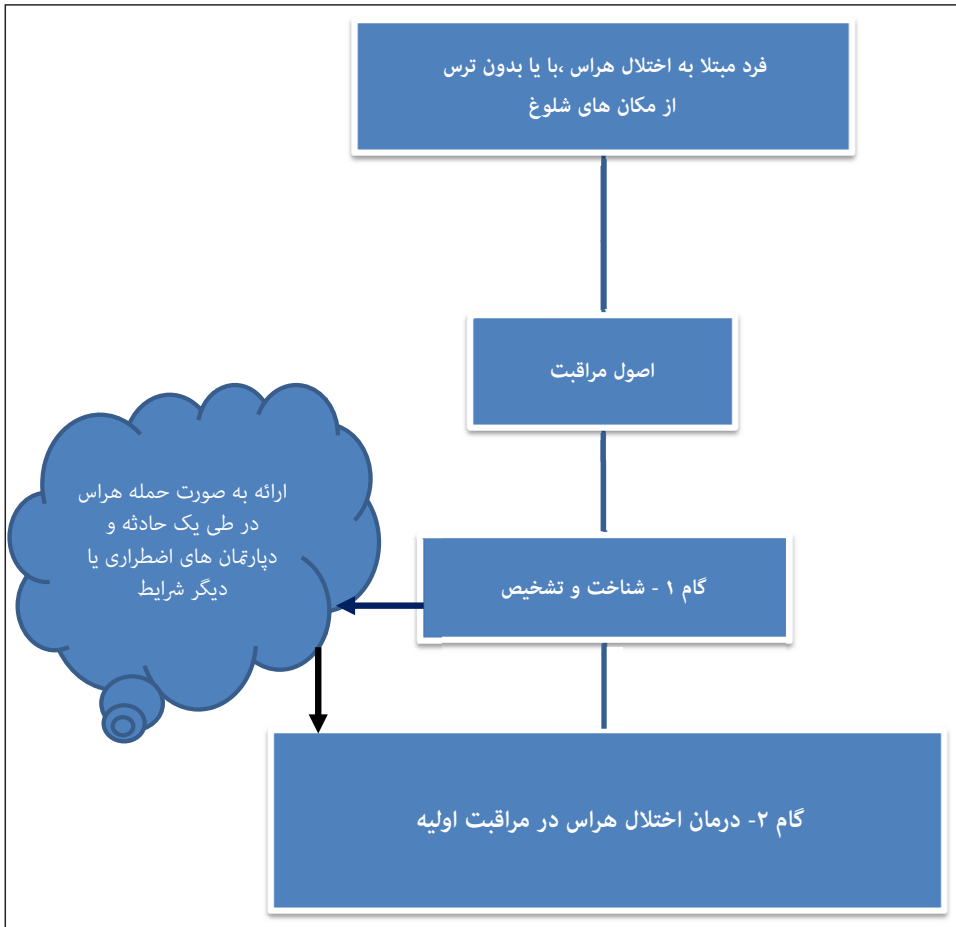 فرد مبتلا به اختلال هراس ،با یا بدون ترس
از مکان های شلوغ
اصول مراقبت
ارائه به صورت حمله هراس
در طی یک حادثه و
دپارتمان های اضطراری یا
دیگر شرایط
گام ۱ - شناخت و تشخیص
گام ۲- درمان اختلال هراس در مراقبت اولیه